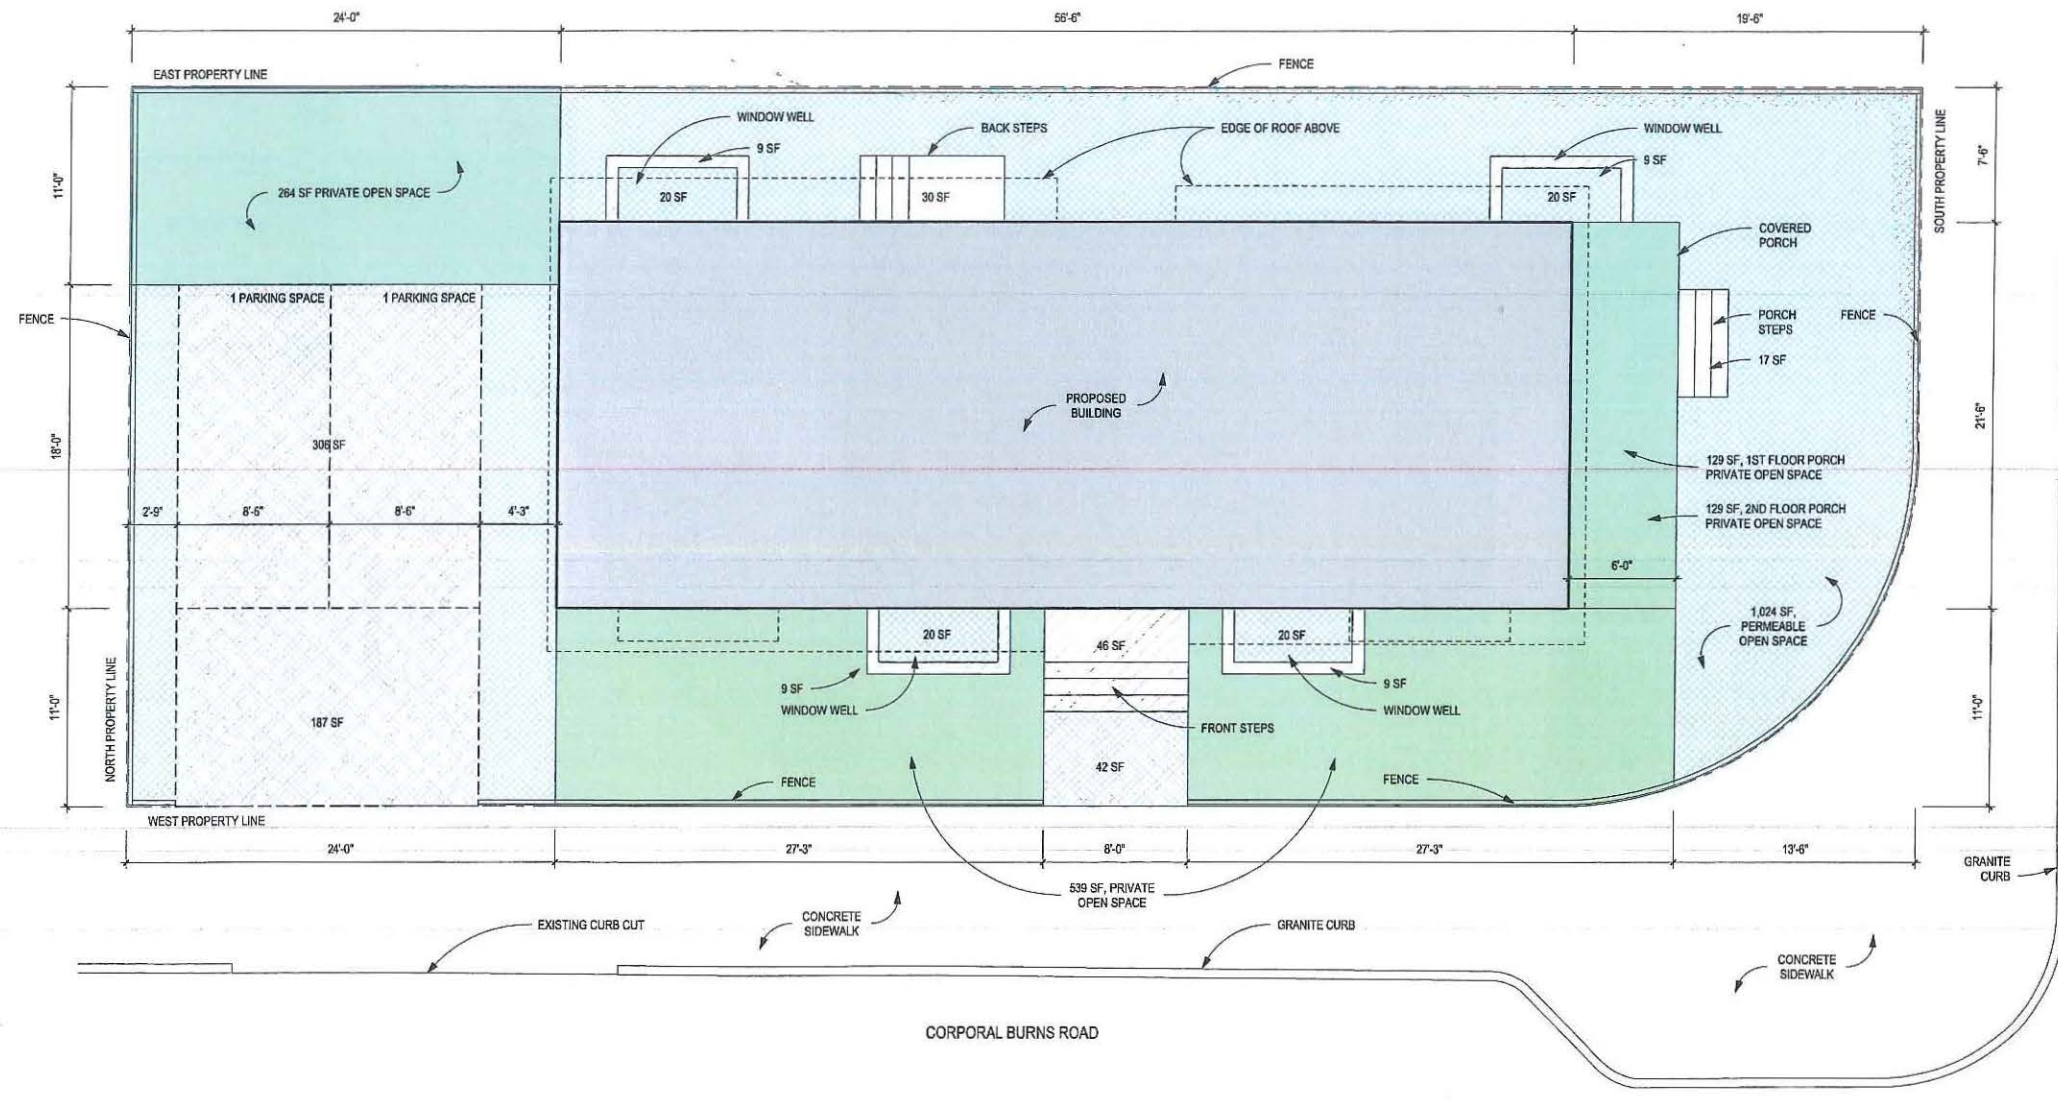 24'-0"
56'-6"
19'-6"
EAST PROPERTY LINE
FENCE
WINDOW WELL
BACK STEPS
EDGE OF ROOF ABOVE
WINDOW WELL
9 SF
9 SF
SOUTH PROPERTY LINE
7'-6"
11'-0"
264 SF PRIVATE OPEN SPACE
20 SF
30 SF
20 SF
COVERED
PORCH
1 PARKING SPACE
1 PARKING SPACE
FENCE
PORCH
STEPS
FENCE
17 SF
PROPOSED
BUILDING
21'-6"
18'-0"
306 SF
129 SF, 1ST FLOOR PORCH
PRIVATE OPEN SPACE
2'-9"
8'-6"
8'-6"
4'-3"
129 SF, 2ND FLOOR PORCH
PRIVATE OPEN SPACE
6'-0"
1,024 SF,
PERMEABLE
OPEN SPACE
20 SF
46 SF
20 SF
9 SF
9 SF
WINDOW WELL
WINDOW WELL
11'-0"
11'-0"
NORTH PROPERTY LINE
187 SF
FRONT STEPS
42 SF
FENCE
FENCE
WEST PROPERTY LINE
24'-0"
27'-3"
8'-0"
27'-3"
13'-6"
GRANITE
CURB
539 SF, PRIVATE
OPEN SPACE
EXISTING CURB CUT
CONCRETE
SIDEWALK
GRANITE CURB
CONCRETE
SIDEWALK
CORPORAL BURNS ROAD